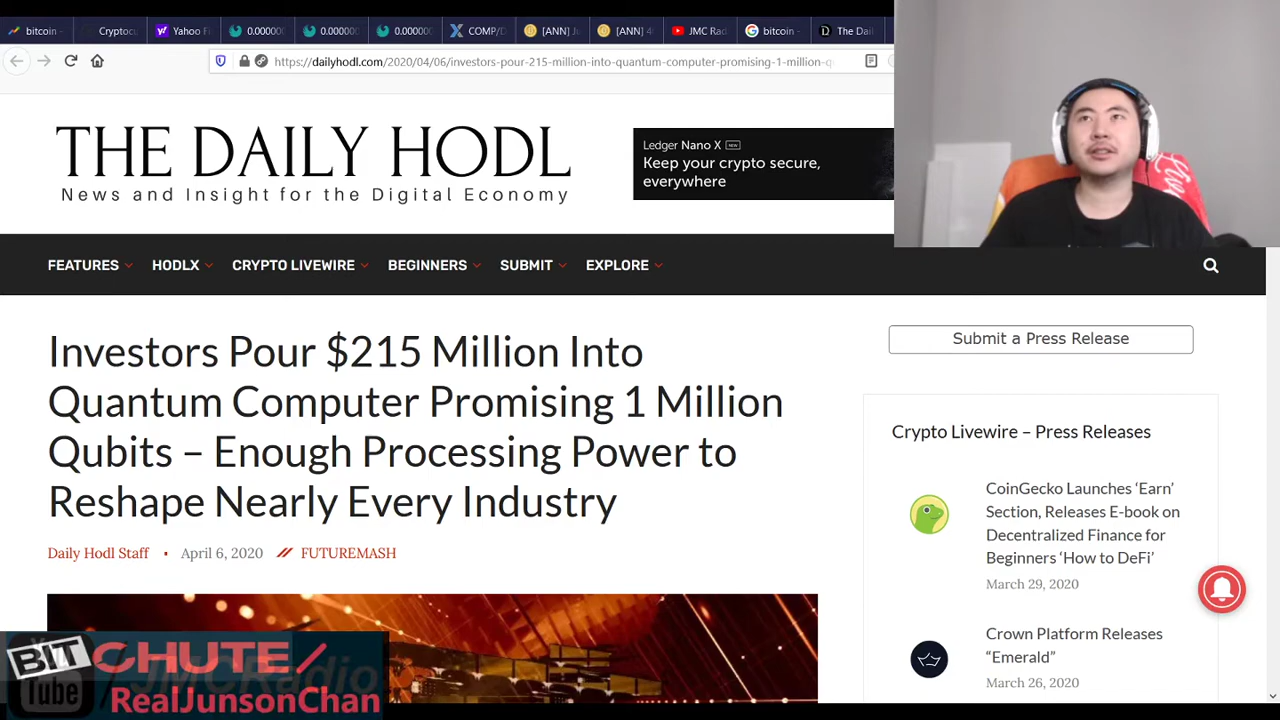 bitcoin -
Cryptocu
Yahoo Fi
0.000000
0.000000
0.000000
COMP/D
[ANN] Ju
[ANN] 4
JMC Rad
bitcoin -
The Dail
https://dailyhodl.com/2020/04/06/investors-pour-215-million-into-quantum-computer-promising-1-million-q
THE DAILY HODL
News and Insight for the Digital Economy
Ledger Nano X NEW
Keep your crypto secure,
everywhere
FEATURES
HODLX
CRYPTO LIVEWIRE
BEGINNERS
SUBMIT
EXPLORE
Investors Pour $215 Million Into
Quantum Computer Promising 1 Million
Qubits – Enough Processing Power to
Reshape Nearly Every Industry
Daily Hodl Staff
April 6, 2020
FUTUREMASH
Submit a Press Release
Crypto Livewire – Press Releases
CoinGecko Launches ‘Earn’
Section, Releases E-book on
Decentralized Finance for
Beginners ‘How to DeFi’
March 29, 2020
Crown Platform Releases
“Emerald”
March 26, 2020
BIT CHUTE
Tube
RealJunsonChan